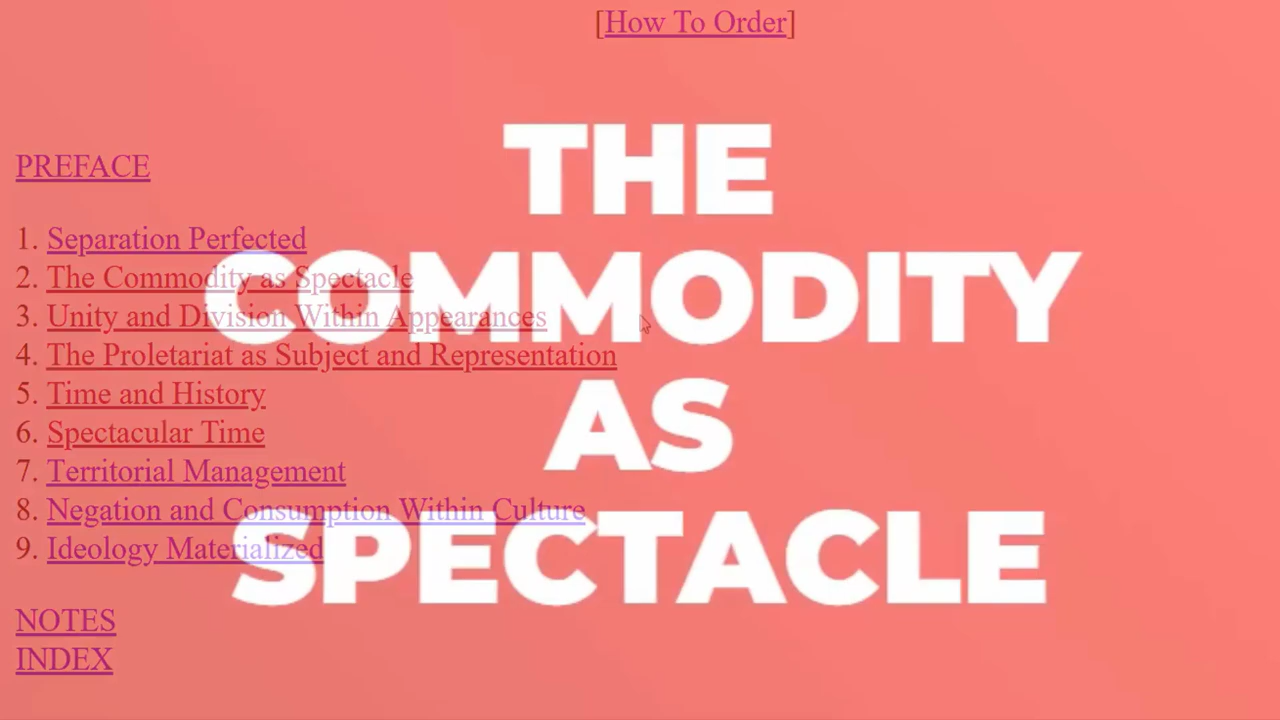 [How To Order]
PREFACE
1. Separation Perfected
2. The Commodity as Spectacle
3. Unity and Division Within Appearances
4. The Proletariat as Subject and Representation
5. Time and History
6. Spectacular Time
7. Territorial Management
8. Negation and Consumption Within Culture
9. Ideology Materialized
NOTES
INDEX
THE
COMMODITY
AS
SPECTACLE